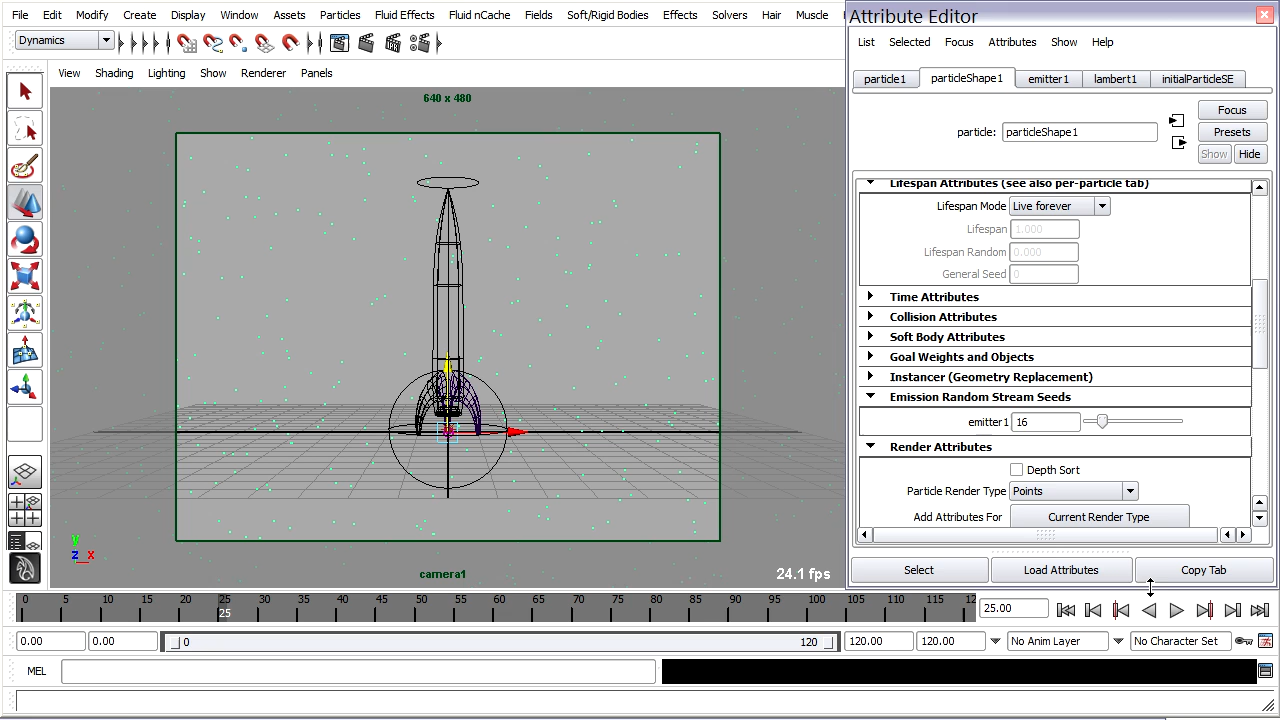 File Edit Modify Create Display Window Assets Particles Fluid Effects Fluid nCache Fields Soft/Rigid Bodies Effects Solvers Hair Muscle
Attribute Editor
Dynamics
List Selected Focus Attributes Show Help
View Shading Lighting Show Renderer Panels
particle1 particleShape1 emitter1 lambert1 initialParticleSE
640 x 480
Focus
particle: particleShape1
Presets
Show Hide
Lifespan Attributes (see also per-particle tab)
Lifespan Mode Live forever
Lifespan 1.000
Lifespan Random 0.000
General Seed 0
Time Attributes
Collision Attributes
Soft Body Attributes
Goal Weights and Objects
Instancer (Geometry Replacement)
Emission Random Stream Seeds
emitter1 16
Render Attributes
Depth Sort
Particle Render Type Points
Add Attributes For Current Render Type
y
z x
camera1
24.1 fps
Select Load Attributes Copy Tab
0 5 10 15 20 25 30 35 40 45 50 55 60 65 70 75 80 85 90 95 100 105 110 115 12
25
25.00
0.00 0.00 0 120 120.00 120.00 No Anim Layer No Character Set
MEL